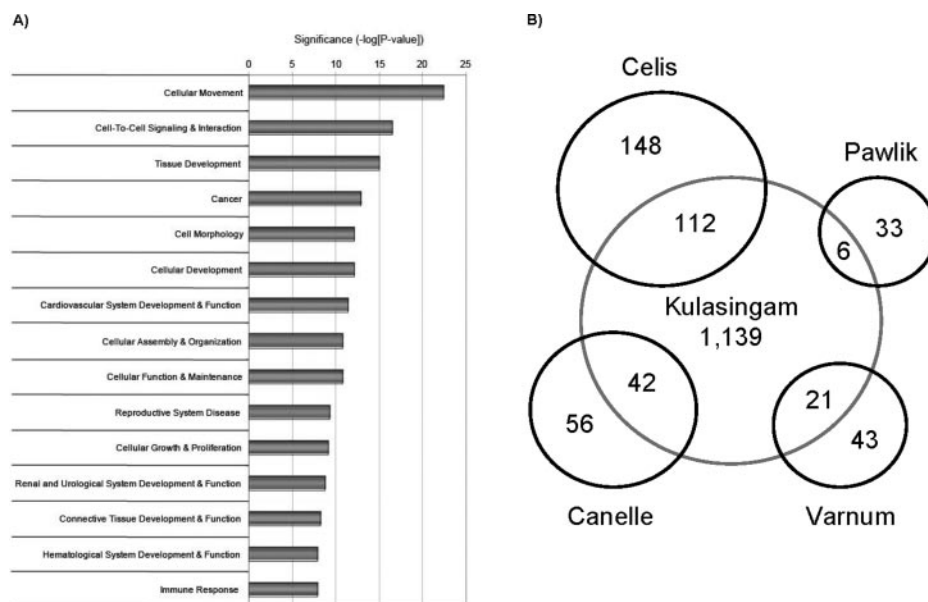 A)
Significance (-log[P-value])
0 5 10 15 20 25
Cellular Movement
Cell-To-Cell Signaling & Interaction
Tissue Development
Cancer
Cell Morphology
Cellular Development
Cardiovascular System Development & Function
Cellular Assembly & Organization
Cellular Function & Maintenance
Reproductive System Disease
Cellular Growth & Proliferation
Renal and Urological System Development & Function
Connective Tissue Development & Function
Hematological System Development & Function
Immune Response
B)
Celis
148
112
Pawlik
33
6
Kulasingam
1,139
42
56
21
43
Canelle
Varnum